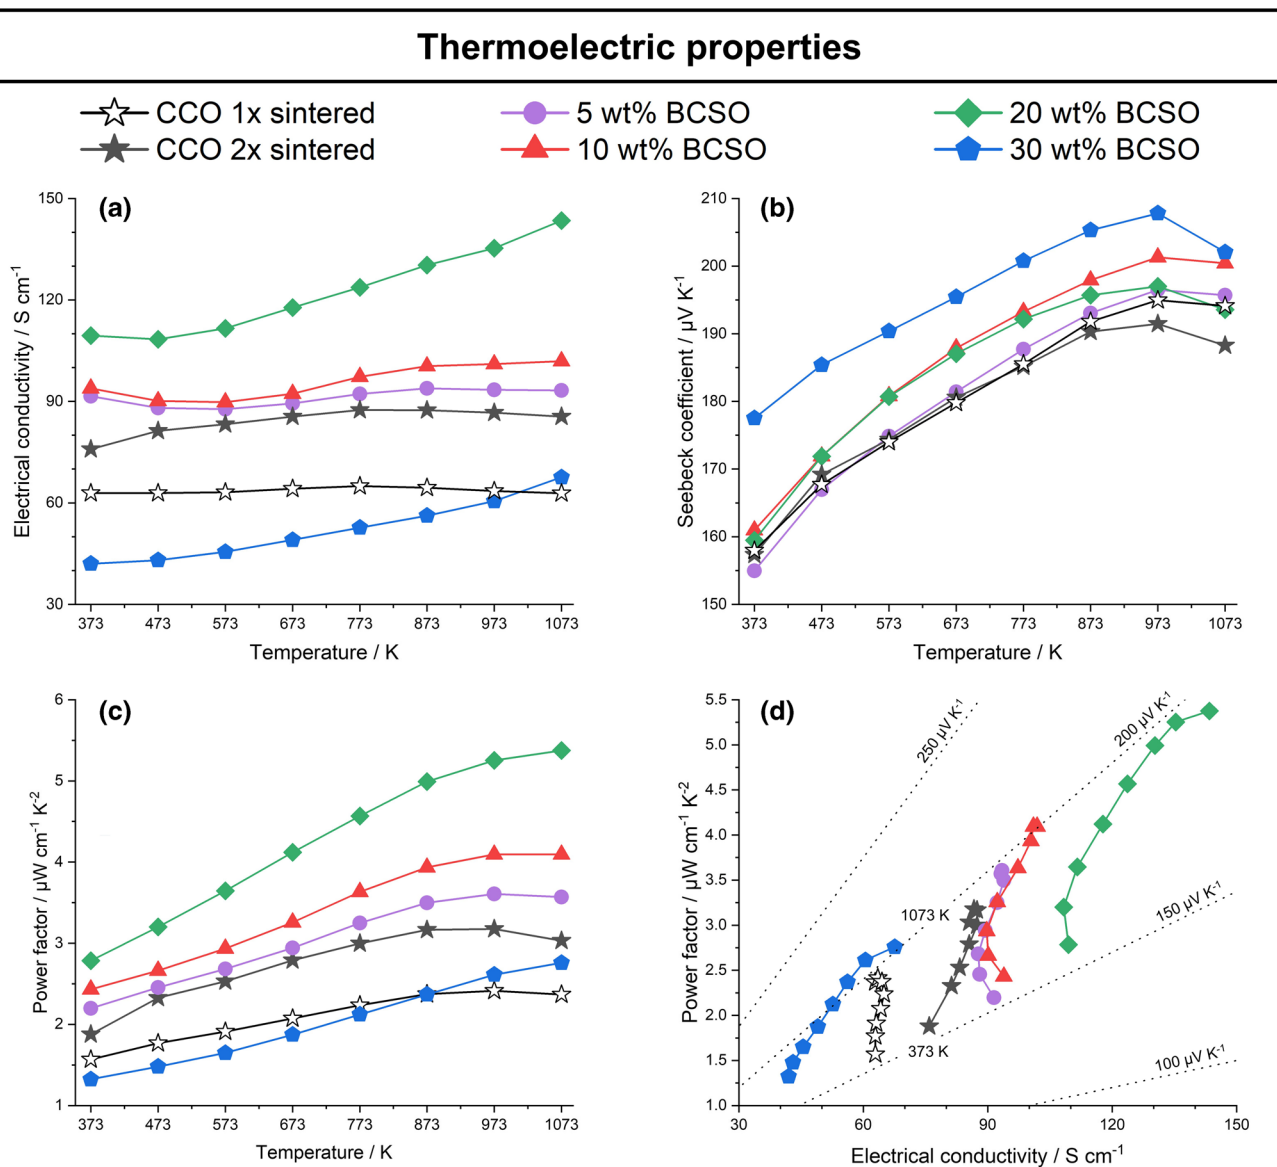 Thermoelectric properties
CCO 1x sintered
5 wt% BCSO
20 wt% BCSO
CCO 2x sintered
10 wt% BCSO
30 wt% BCSO
(a)
150
120
90
60
30
Electrical conductivity / S cm⁻¹
373 473 573 673 773 873 973 1073
Temperature / K
(b)
210
200
190
180
170
160
150
Seebeck coefficient / µV K⁻¹
373 473 573 673 773 873 973 1073
Temperature / K
(c)
6
5
4
3
2
1
Power factor / µW cm⁻¹ K⁻²
373 473 573 673 773 873 973 1073
Temperature / K
(d)
5.5
5.0
4.5
4.0
3.5
3.0
2.5
2.0
1.5
1.0
Power factor / µW cm⁻¹ K⁻²
250 µV K⁻¹
200 µV K⁻¹
150 µV K⁻¹
100 µV K⁻¹
1073 K
373 K
30 60 90 120 150
Electrical conductivity / S cm⁻¹